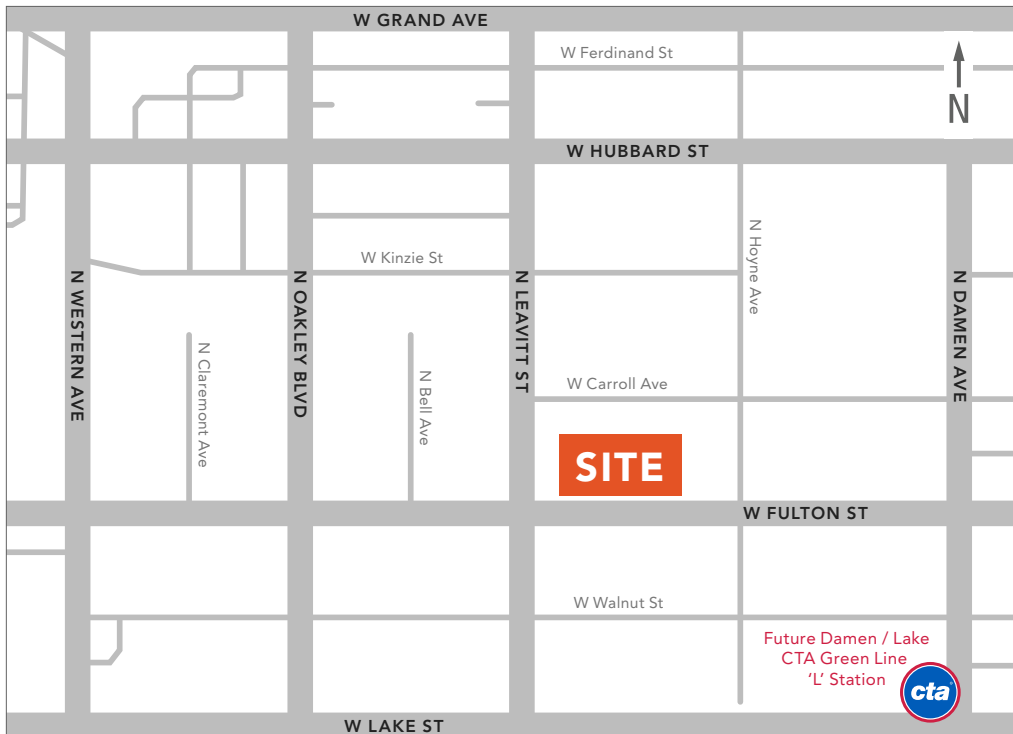 W GRAND AVE
W Ferdinand St
N
W HUBBARD ST
N Hoyne Ave
W Kinzie St
N WESTERN AVE
N OAKLEY BLVD
N LEAVITT ST
N DAMEN AVE
N Claremont Ave
N Bell Ave
W Carroll Ave
SITE
W FULTON ST
W Walnut St
Future Damen / Lake
CTA Green Line
'L' Station
cta
W LAKE ST